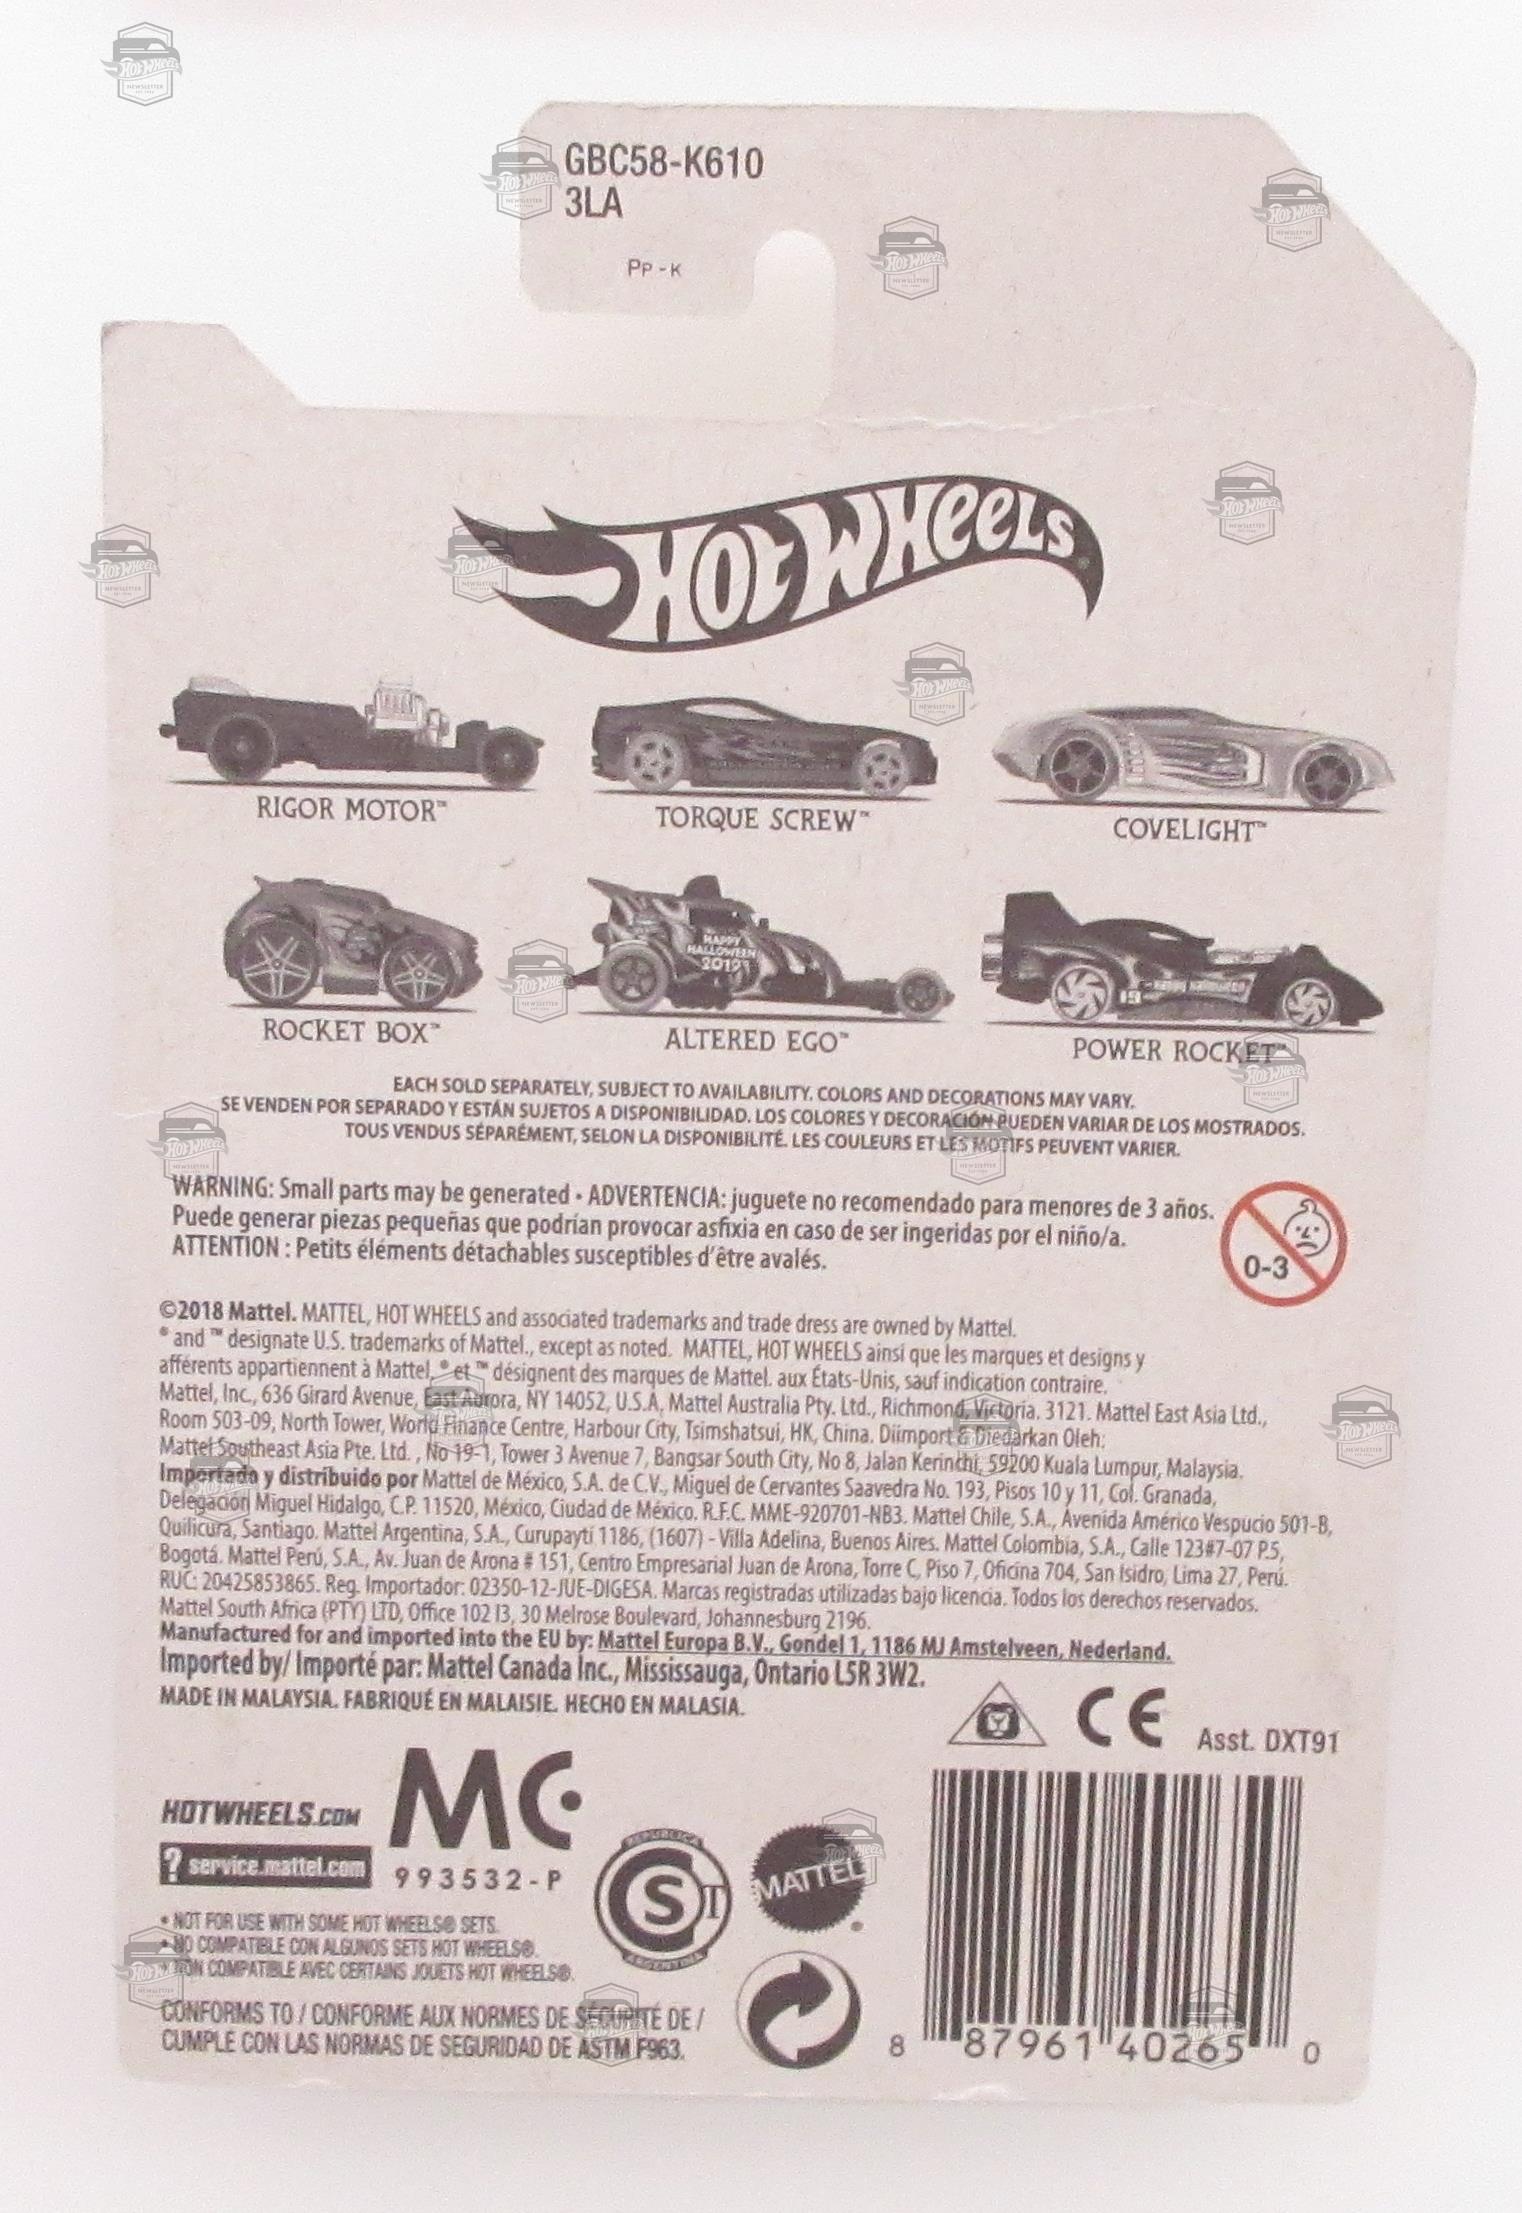 GBC58-K610
3LA
Pp - K
HOT WHEELS
RIGOR MOTOR™
TORQUE SCREW™
COVELIGHT™
ROCKET BOX™
HAPPY
HALLOWEEN
2019
ALTERED EGO™
POWER ROCKET™
EACH SOLD SEPARATELY, SUBJECT TO AVAILABILITY. COLORS AND DECORATIONS MAY VARY.
SE VENDEN POR SEPARADO Y ESTÁN SUJETOS A DISPONIBILIDAD. LOS COLORES Y DECORACIÓN PUEDEN VARIAR DE LOS MOSTRADOS.
TOUS VENDUS SÉPARÉMENT, SELON LA DISPONIBILITÉ. LES COULEURS ET LES MOTIFS PEUVENT VARIER.
WARNING: Small parts may be generated • ADVERTENCIA: juguete no recomendado para menores de 3 años.
Puede generar piezas pequeñas que podrían provocar asfixia en caso de ser ingeridas por el niño/a.
ATTENTION : Petits éléments détachables susceptibles d'être avalés.
0-3
©2018 Mattel. MATTEL, HOT WHEELS and associated trademarks and trade dress are owned by Mattel.
® and ™ designate U.S. trademarks of Mattel., except as noted. MATTEL, HOT WHEELS ainsi que les marques et designs y
afférents appartiennent à Mattel, ® et ™ désignent des marques de Mattel. aux États-Unis, sauf indication contraire.
Mattel, Inc., 636 Girard Avenue, East Aurora, NY 14052, U.S.A, Mattel Australia Pty. Ltd., Richmond, Victoria. 3121. Mattel East Asia Ltd.,
Room 503-09, North Tower, World Finance Centre, Harbour City, Tsimshatsui, HK, China. Diimport & Diedarkan Oleh:
Mattel Southeast Asia Pte. Ltd. , No 19-1, Tower 3 Avenue 7, Bangsar South City, No 8, Jalan Kerinchi, 59200 Kuala Lumpur, Malaysia.
Importado y distribuido por Mattel de México, S.A. de C.V., Miguel de Cervantes Saavedra No. 193, Pisos 10 y 11, Col. Granada,
Delegación Miguel Hidalgo, C.P. 11520, México, Ciudad de México. R.F.C. MME-920701-NB3. Mattel Chile, S.A., Avenida Américo Vespucio 501-B,
Quilicura, Santiago. Mattel Argentina, S.A., Curupaytí 1186, (1607) - Villa Adelina, Buenos Aires. Mattel Colombia, S.A., Calle 123#7-07 P.5,
Bogotá. Mattel Perú, S.A., Av. Juan de Arona # 151, Centro Empresarial Juan de Arona, Torre C, Piso 7, Oficina 704, San Isidro, Lima 27, Perú.
RUC: 20425853865. Reg. Importador: 02350-12-JUE-DIGESA. Marcas registradas utilizadas bajo licencia. Todos los derechos reservados.
Mattel South Africa (PTY) LTD, Office 102 I3, 30 Melrose Boulevard, Johannesburg 2196.
Manufactured for and imported into the EU by: Mattel Europa B.V., Gondel 1, 1186 MJ Amstelveen, Nederland.
Imported by/ Importé par: Mattel Canada Inc., Mississauga, Ontario L5R 3W2.
MADE IN MALAYSIA. FABRIQUÉ EN MALAISIE. HECHO EN MALASIA.
CE
Asst. DXT91
HOTWHEELS.COM
MC
? service.mattel.com
993532-P
REPUBLICA
CST
ARGENTINA
MATTEL
• NOT FOR USE WITH SOME HOT WHEELS® SETS.
• NO COMPATIBLE CON ALGUNOS SETS HOT WHEELS®.
• NON COMPATIBLE AVEC CERTAINS JOUETS HOT WHEELS®.
CONFORMS TO / CONFORME AUX NORMES DE SÉCURITÉ DE /
CUMPLE CON LAS NORMAS DE SEGURIDAD DE ASTM F963.
8 87961 40265 0